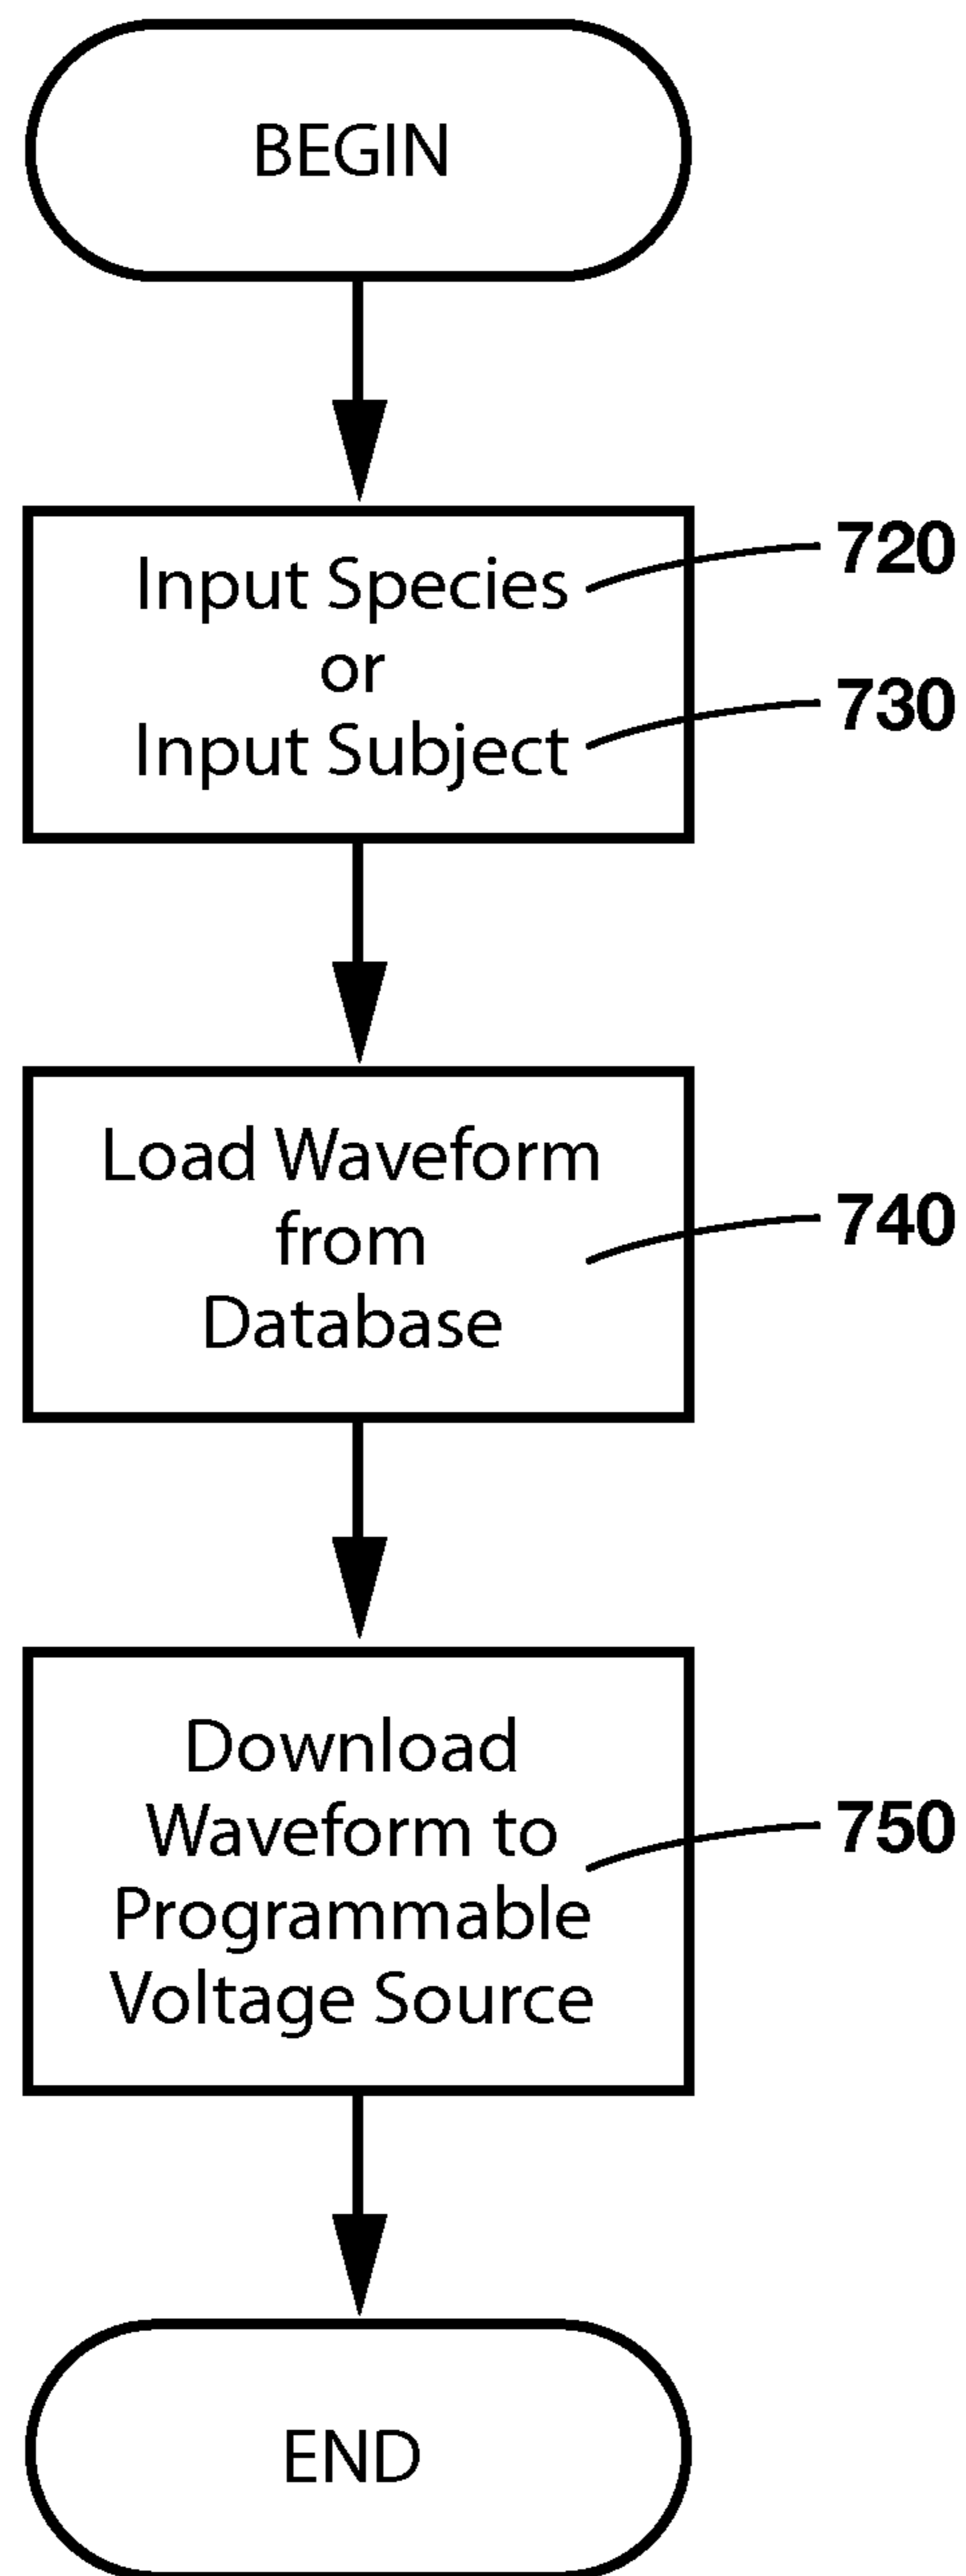 BEGIN
Input Species
720
or
Input Subject
730
Load Waveform
from
740
Database
Download
Waveform to
750
Programmable
Voltage Source
END